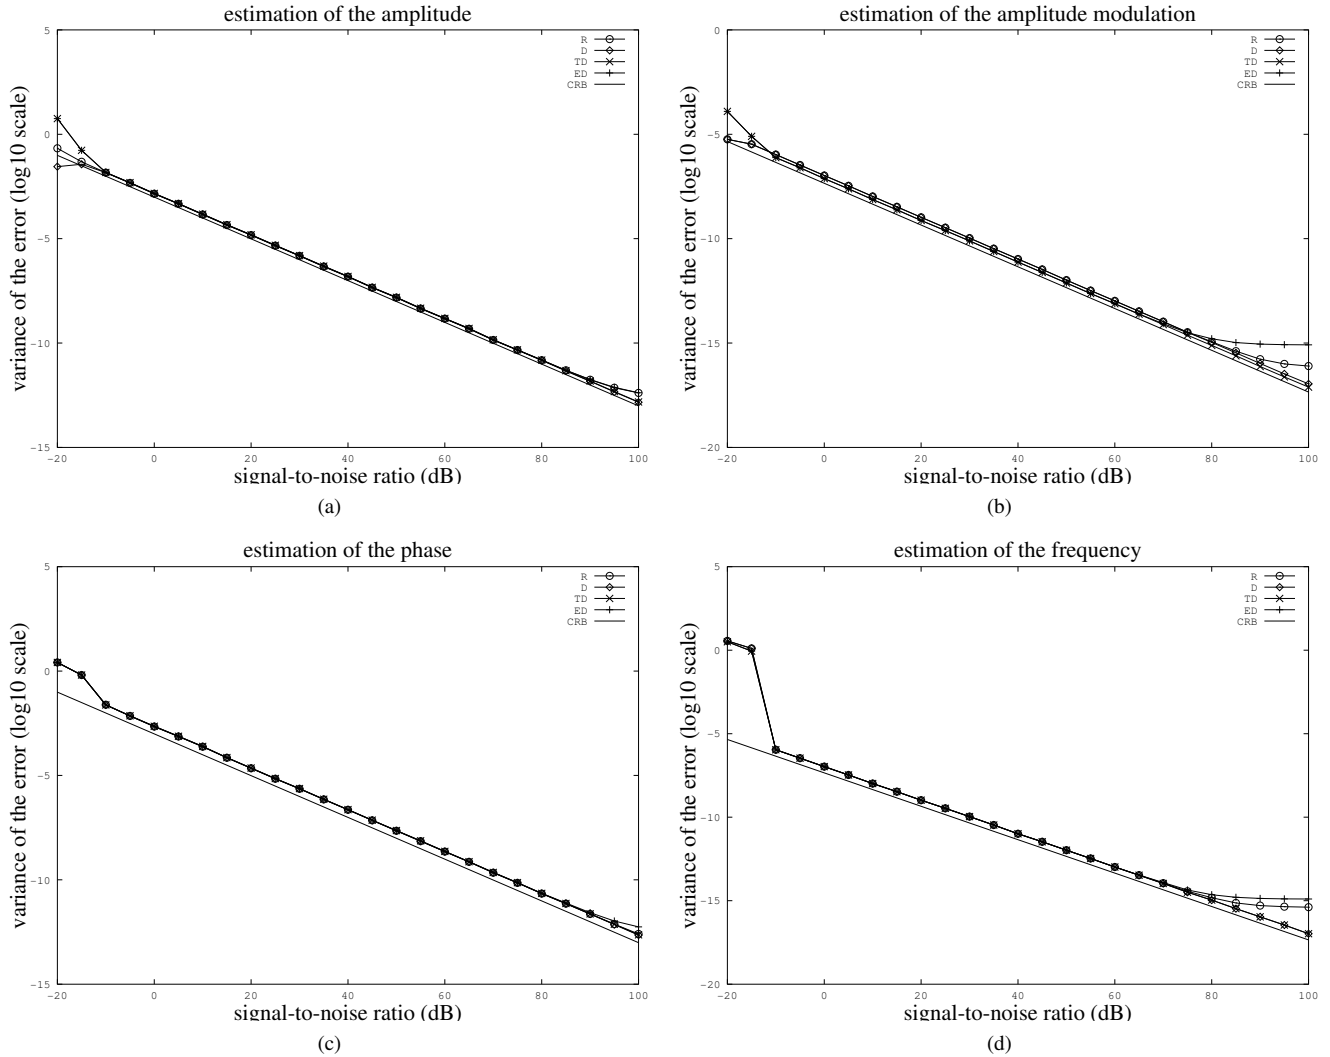 estimation of the amplitude
variance of the error (log10 scale)
5
0
−5
−10
−15
R
D
TD
ED
CRB
−20 0 20 40 60 80 100
signal-to-noise ratio (dB)
(a)
estimation of the amplitude modulation
variance of the error (log10 scale)
0
−5
−10
−15
−20
R
D
TD
ED
CRB
−20 0 20 40 60 80 100
signal-to-noise ratio (dB)
(b)
estimation of the phase
variance of the error (log10 scale)
5
0
−5
−10
−15
R
D
TD
ED
CRB
−20 0 20 40 60 80 100
signal-to-noise ratio (dB)
(c)
estimation of the frequency
variance of the error (log10 scale)
5
0
−5
−10
−15
−20
R
D
TD
ED
CRB
−20 0 20 40 60 80 100
signal-to-noise ratio (dB)
(d)